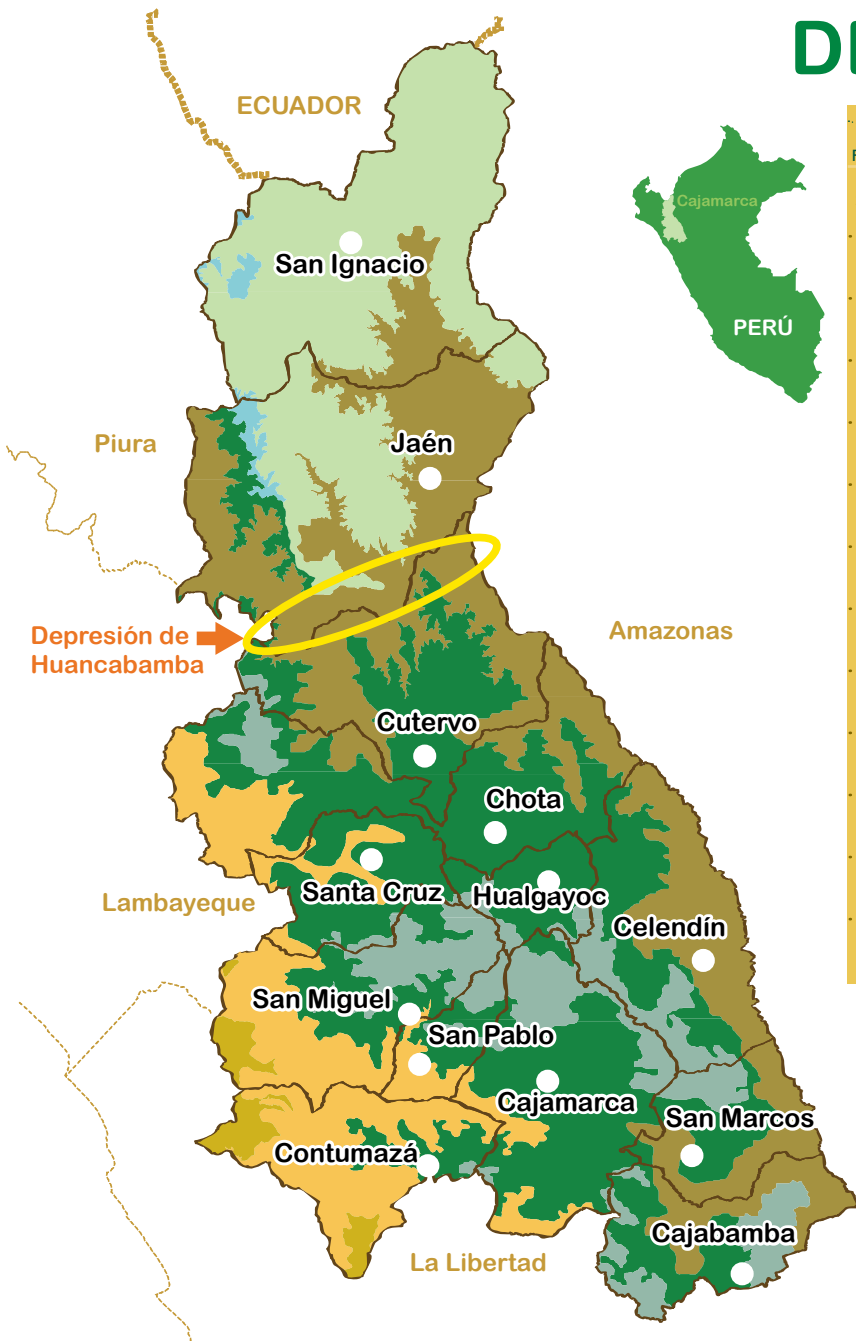 ECUADOR
Cajamarca
San Ignacio
PERÚ
Piura
Jaén
Depresión de
Huancabamba
Amazonas
Cutervo
Chota
Santa Cruz
Hualgayoc
Lambayeque
Celendín
San Miguel
San Pablo
Cajamarca
San Marcos
Contumazá
Cajabamba
La Libertad